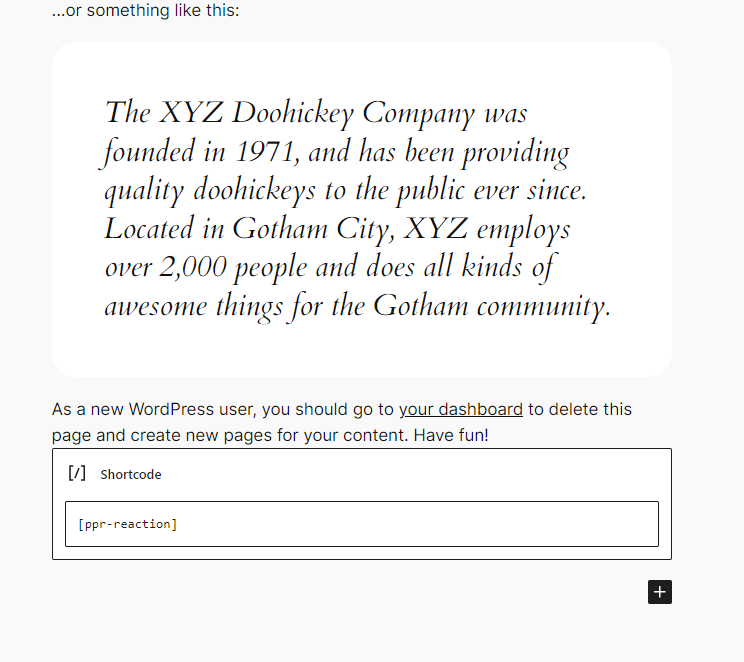 ...or something like this:
The XYZ Doohickey Company was
founded in 1971, and has been providing
quality doohickeys to the public ever since.
Located in Gotham City, XYZ employs
over 2,000 people and does all kinds of
awesome things for the Gotham community.
As a new WordPress user, you should go to your dashboard to delete this
page and create new pages for your content. Have fun!
[/] Shortcode
[ppr-reaction]